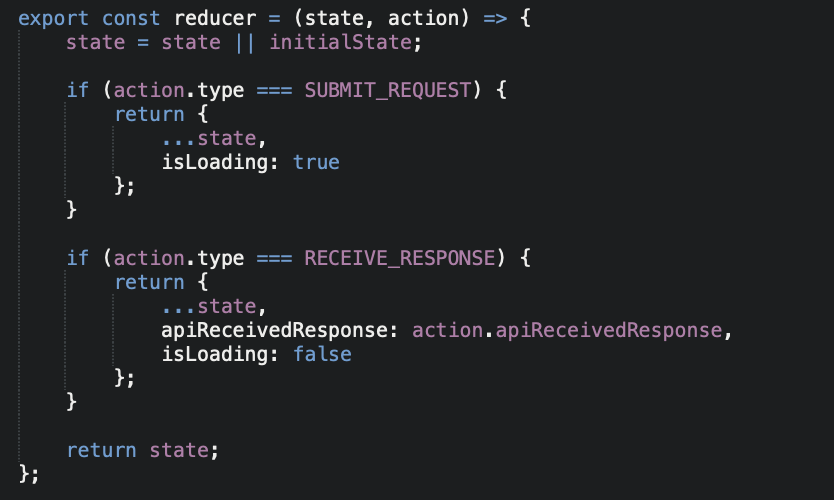 export const reducer = (state, action) => {
    state = state || initialState;

    if (action.type === SUBMIT_REQUEST) {
        return {
            ...state,
            isLoading: true
        };
    }

    if (action.type === RECEIVE_RESPONSE) {
        return {
            ...state,
            apiReceivedResponse: action.apiReceivedResponse,
            isLoading: false
        };
    }

    return state;
};